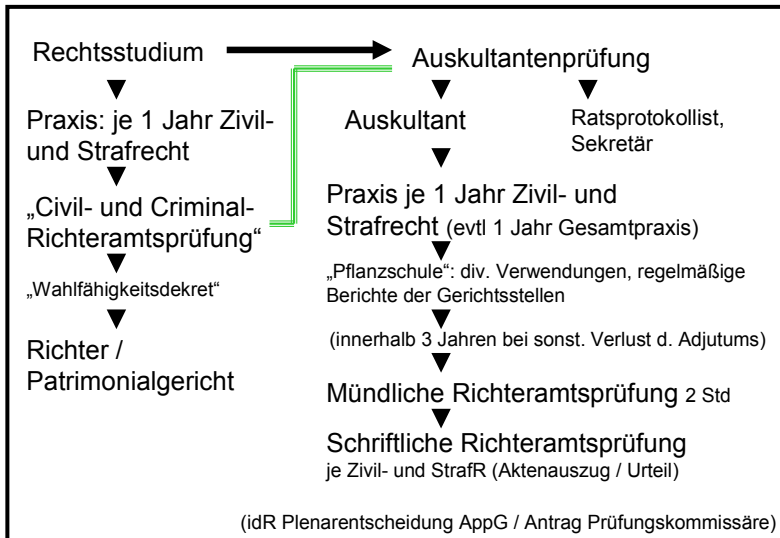 Rechtsstudium
Praxis: je 1 Jahr Zivil-
und Strafrecht
„Civil- und Criminal-
Richteramtsprüfung“
„Wahlfähigkeitsdekret“
Richter /
Patrimonialgericht
Auskultantenprüfung
Auskultant
Ratsprotokollist,
Sekretär
Praxis je 1 Jahr Zivil- und
Strafrecht (evtl 1 Jahr Gesamtpraxis)
„Pflanzschule“: div. Verwendungen, regelmäßige
Berichte der Gerichtsstellen
(innerhalb 3 Jahren bei sonst. Verlust d. Adjutums)
Mündliche Richteramtsprüfung 2 Std
Schriftliche Richteramtsprüfung
je Zivil- und StrafR (Aktenauszug / Urteil)
(idR Plenarentscheidung AppG / Antrag Prüfungskommissäre)